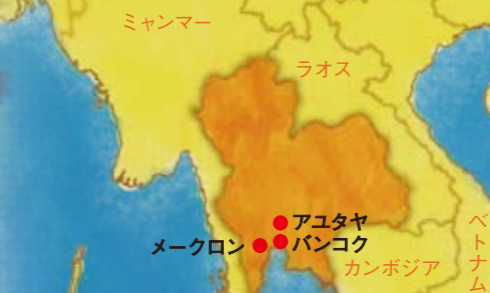 ミャンマー
ラオス
アユタヤ
メークロン
バンコク
カンボジア
ベトナム